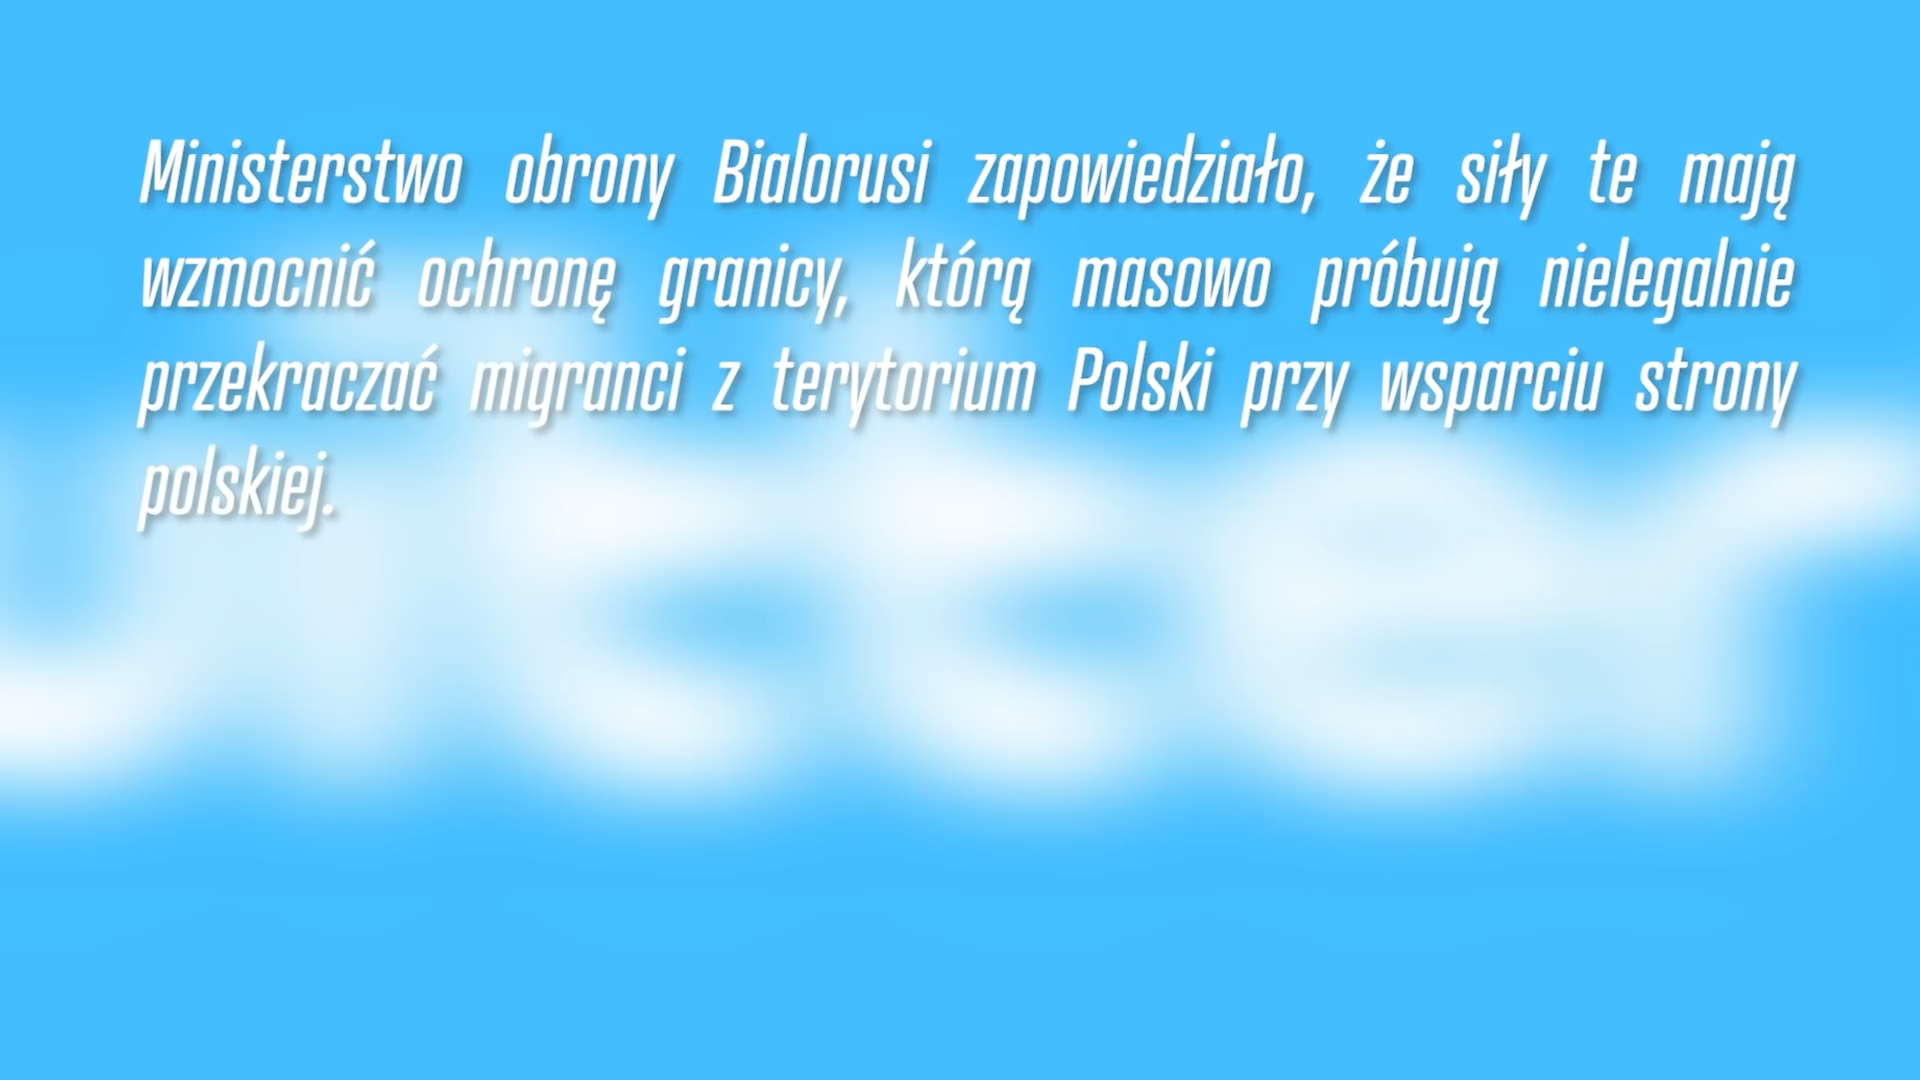 Ministerstwo obrony Bialorusi zapowiedziało, że siły te mają
wzmocnić ochronę granicy, którą masowo próbują nielegalnie
przekraczać migranci z terytorium Polski przy wsparciu strony
polskiej.